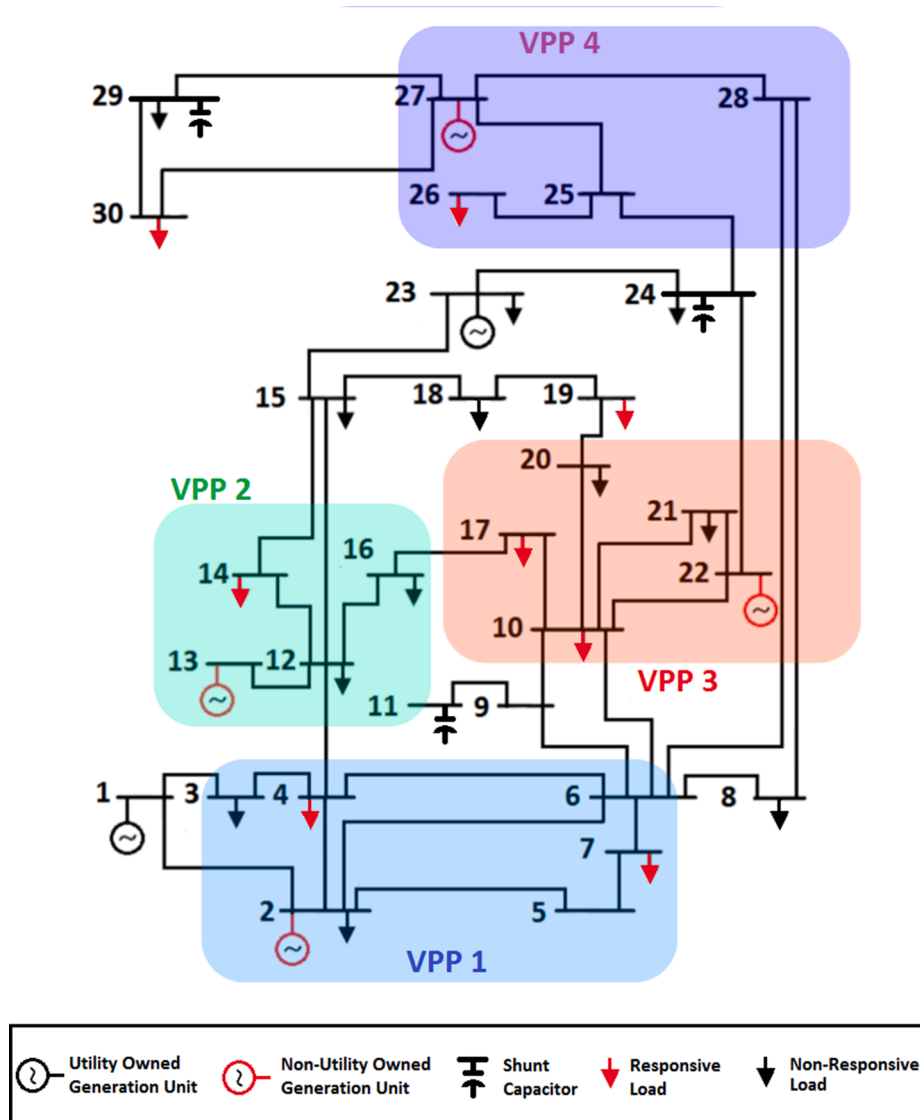 VPP 4
29
27
28
26
25
30
23
24
15
18
19
20
VPP 2
21
17
16
14
22
10
13
12
VPP 3
11
9
1
3
4
6
8
7
2
5
VPP 1
Utility Owned
Generation Unit
Non-Utility Owned
Generation Unit
Shunt
Capacitor
Responsive
Load
Non-Responsive
Load